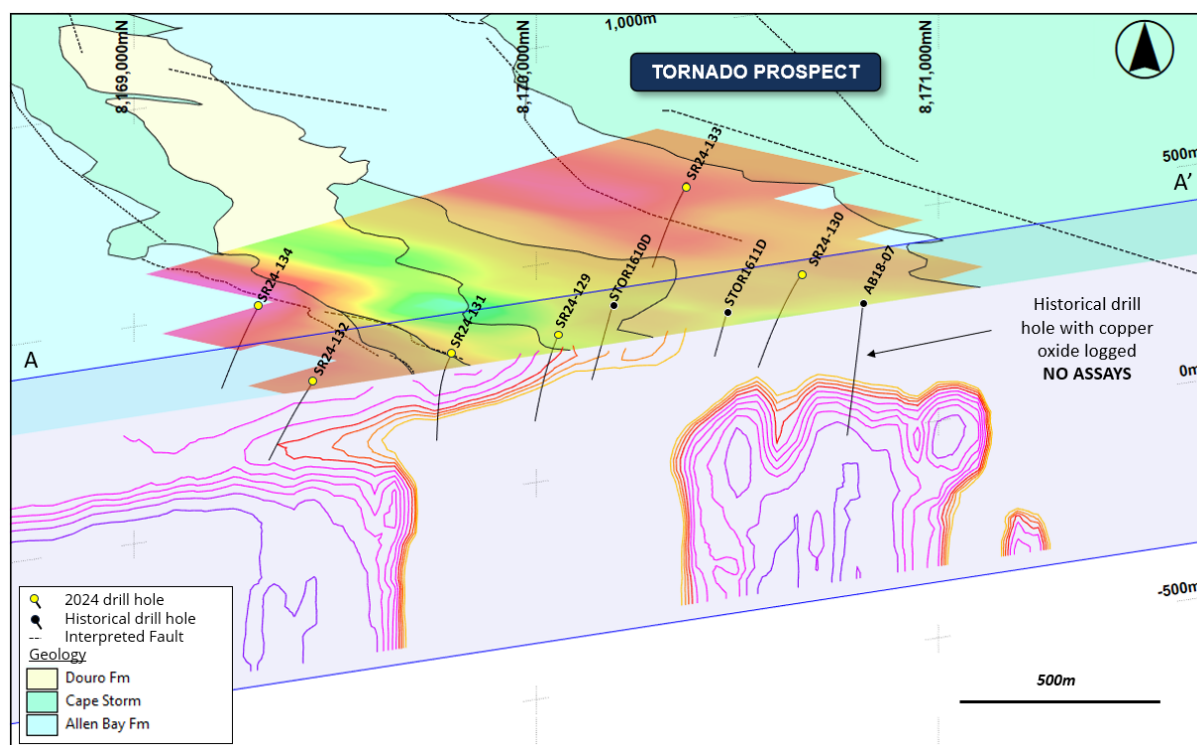 1,000m
8,169,000mN
8,170,000mN
8,171,000mN
TORNADO PROSPECT
500m
A'
SR24-133
SR24-134
SR24-132
SR24-131
SR24-129
STOR1610D
STOR1611D
SR24-130
AB18-07
A
Historical drill
hole with copper
oxide logged
NO ASSAYS
0m
-500m
2024 drill hole
Historical drill hole
Interpreted Fault
Geology
Douro Fm
Cape Storm
Allen Bay Fm
500m